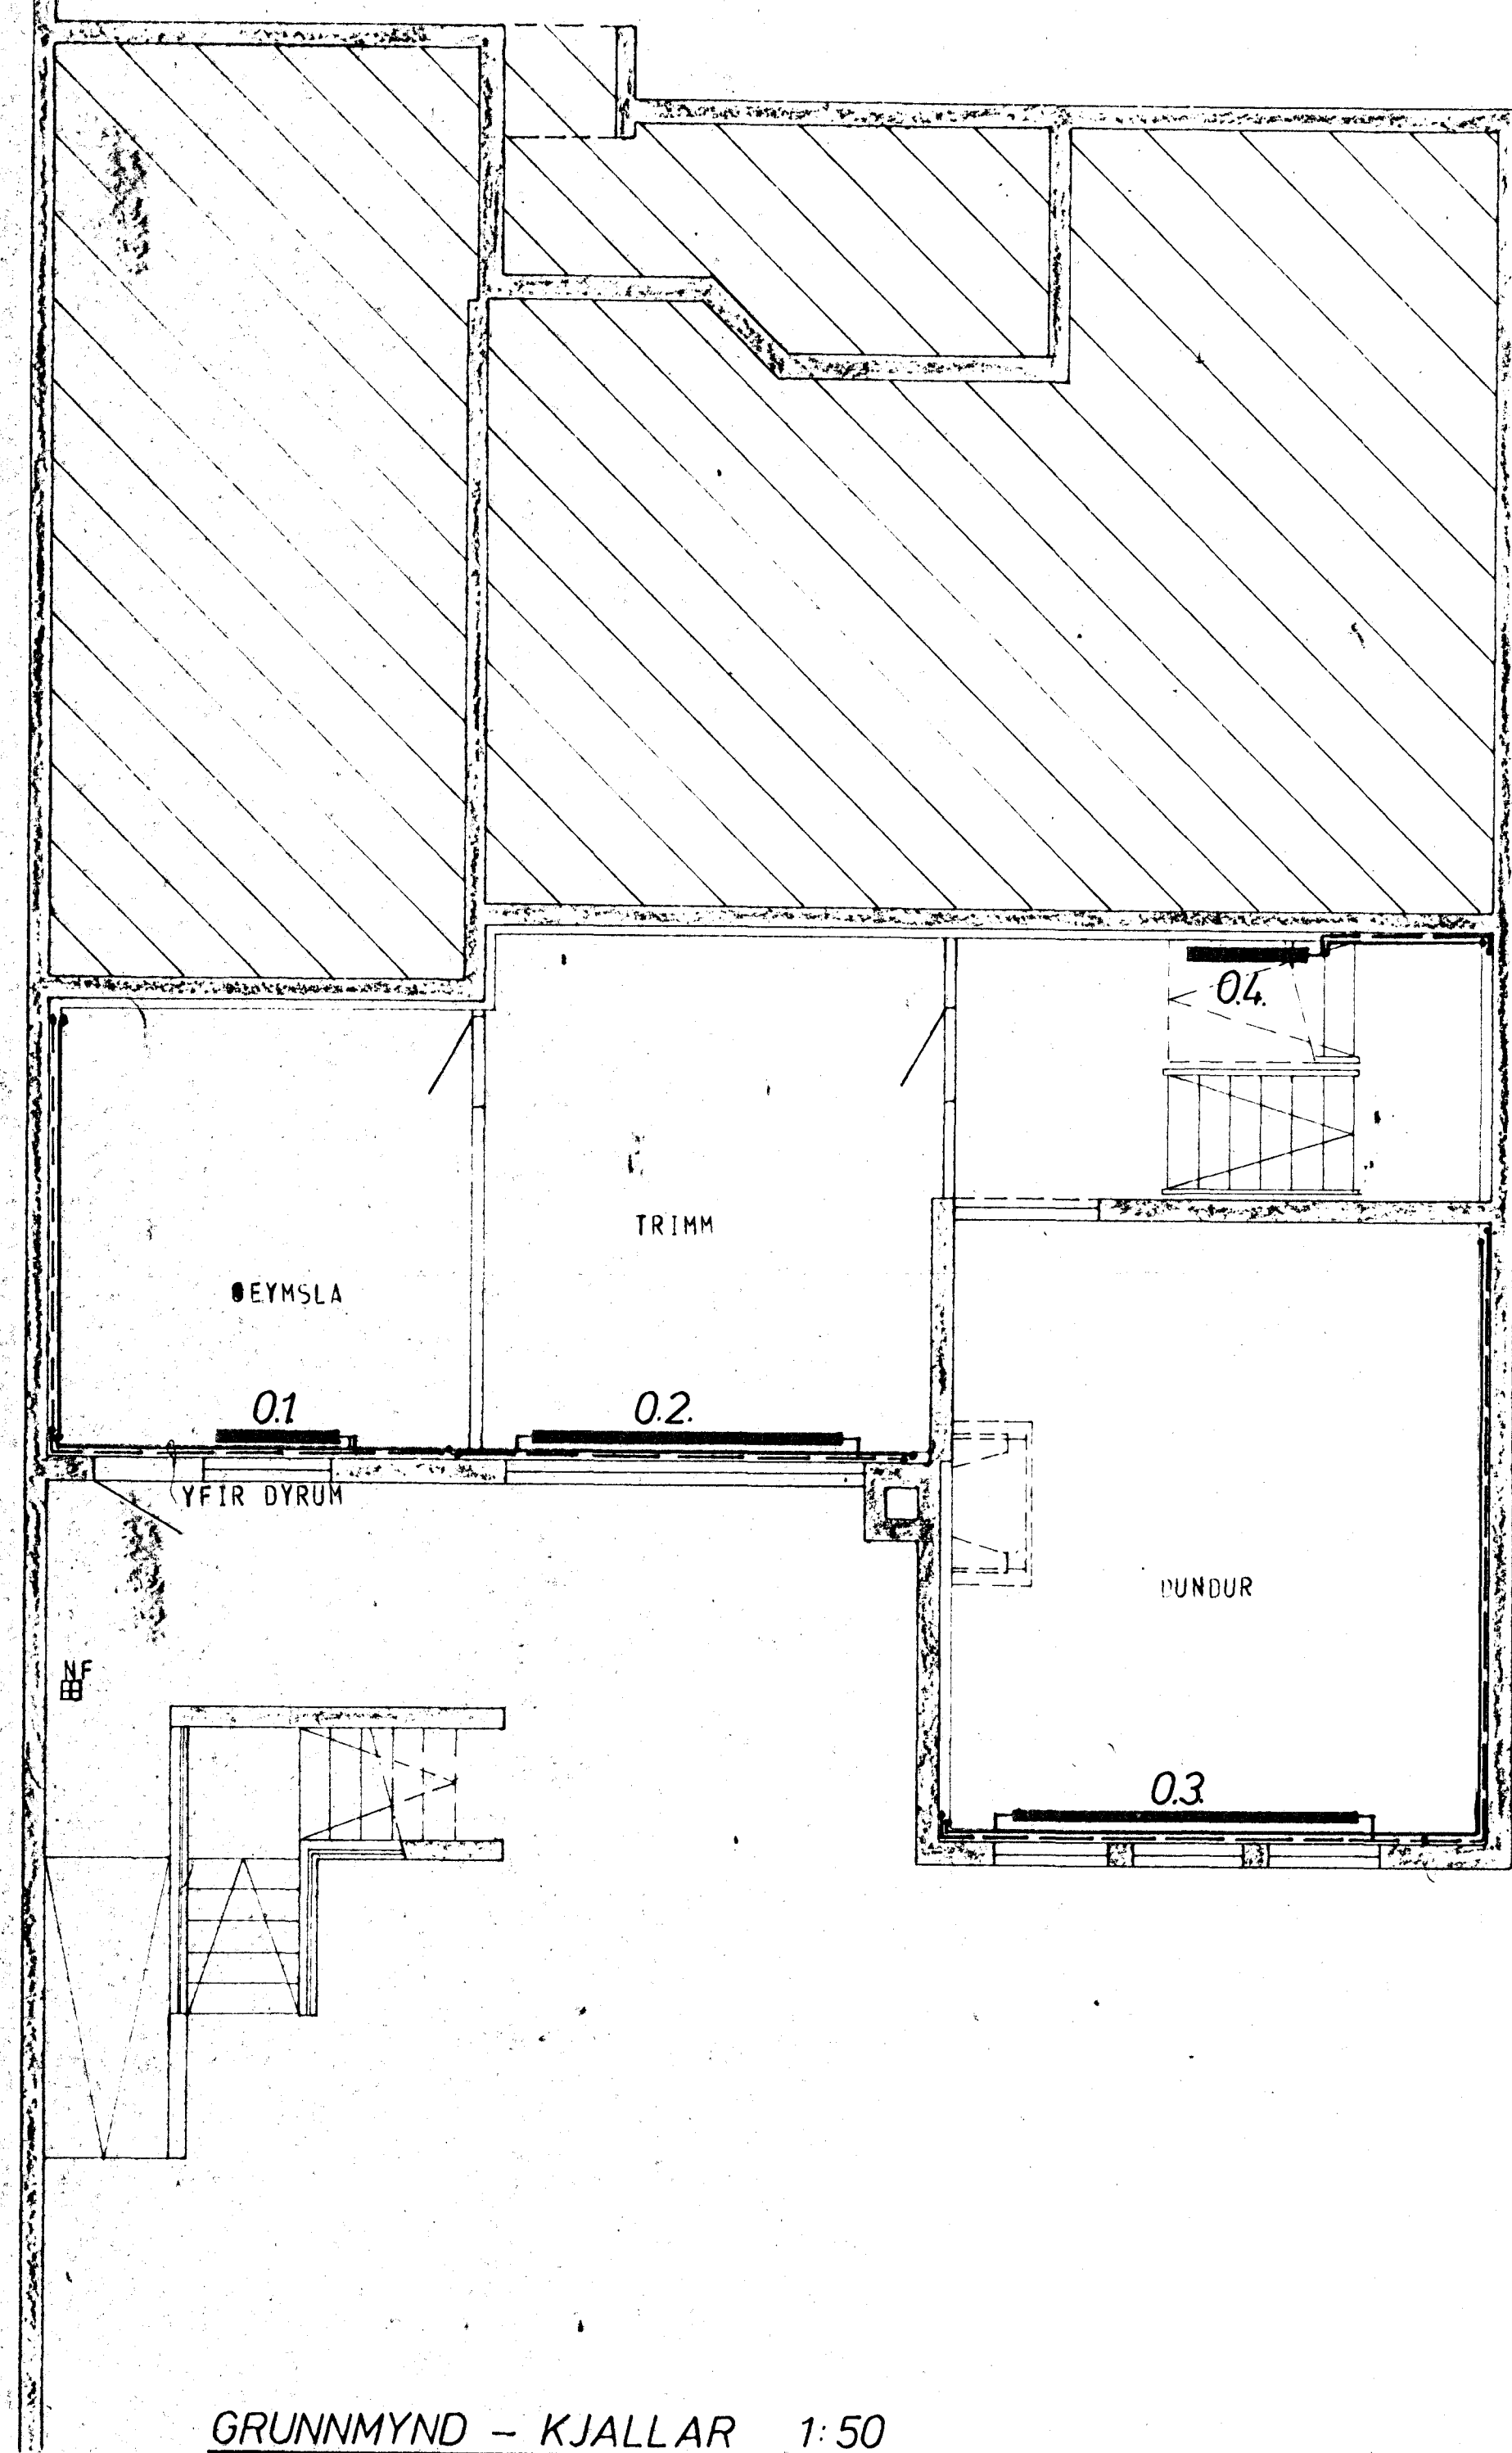 0.4.
TRIMM
GEYMSLA
0.1
0.2.
YFIR DYRUM
DUNDUR
NF
0.3.
GRUNNMYND – KJALLAR 1:50